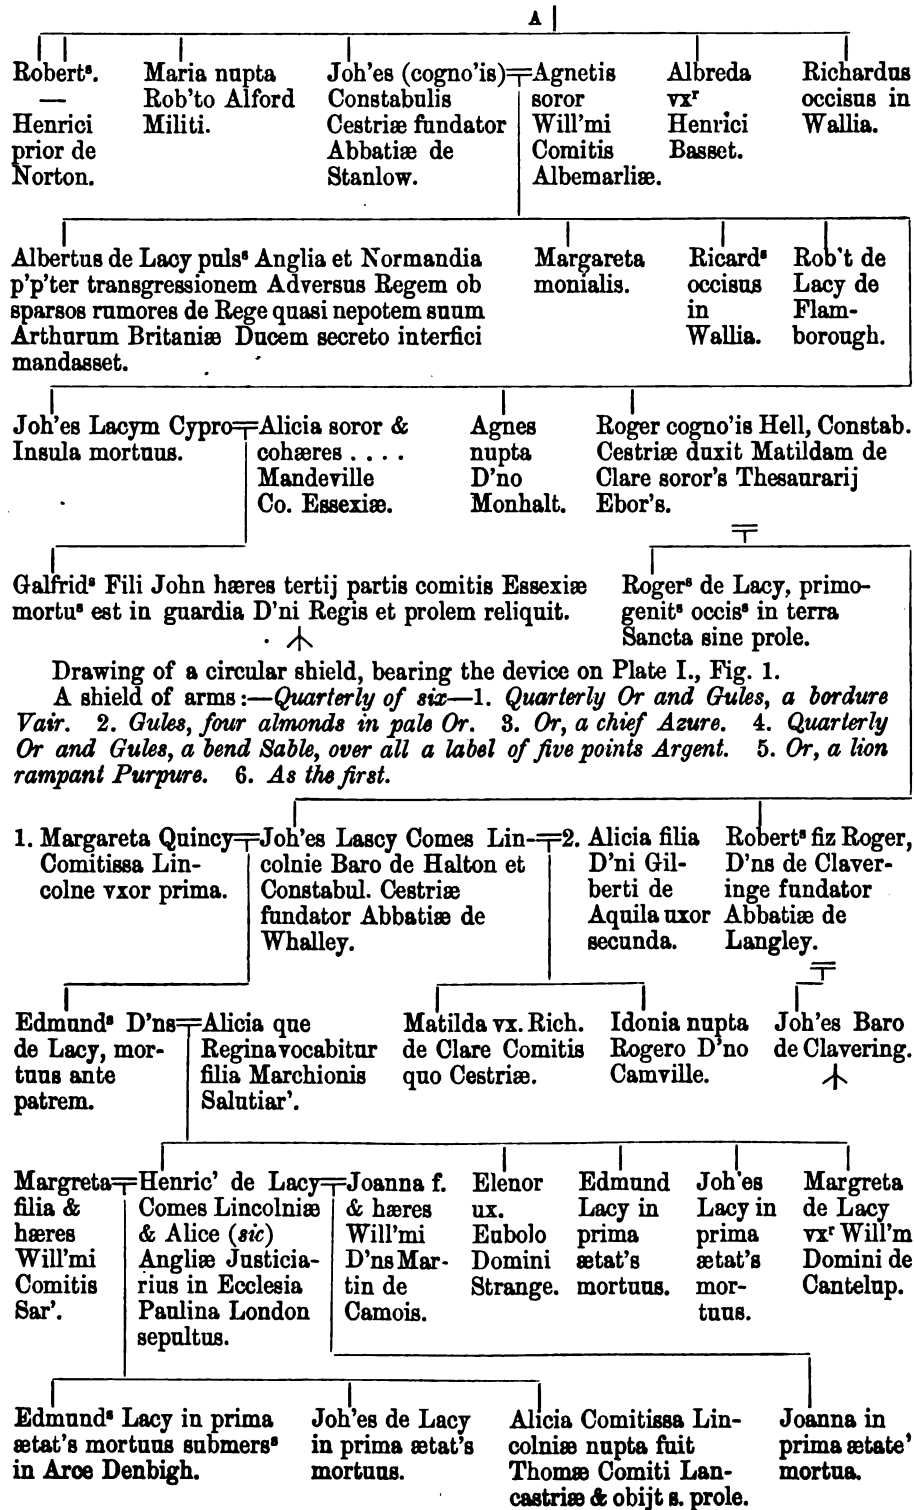 A
Robertˢ.
—
Henrici
prior de
Norton.
Maria nupta
Rob'to Alford
Militi.
Joh'es (cogno'is)
Constabulis
Cestriæ fundator
Abbatiæ de
Stanlow.
Agnetis
soror
Will'mi
Comitis
Albemarliæ.
Albreda
vxʳ
Henrici
Basset.
Richardus
occisus in
Wallia.
Albertus de Lacy pulsˢ Anglia et Normandia
p'p'ter transgressionem Adversus Regem ob
sparsos rumores de Rege quasi nepotem suum
Arthurum Britaniæ Ducem secreto interfici
mandasset.
Margareta
monialis.
Ricardˢ
occisus
in
Wallia.
Rob't de
Lacy de
Flam-
borough.
Joh'es Lacym Cypro
Insula mortuus.
Alicia soror &
cohæres . . . .
Mandeville
Co. Essexiæ.
Agnes
nupta
D'no
Monhalt.
Roger cogno'is Hell, Constab.
Cestriæ duxit Matildam de
Clare soror's Thesaurarij
Ebor's.
Galfridˢ Fili John hæres tertij partis comitis Essexiæ
mortuˢ est in guardia D'ni Regis et prolem reliquit.
Rogerˢ de Lacy, primo-
genitˢ occisˢ in terra
Sancta sine prole.
Drawing of a circular shield, bearing the device on Plate I., Fig. 1.
A shield of arms:—Quarterly of six—1. Quarterly Or and Gules, a bordure
Vair. 2. Gules, four almonds in pale Or. 3. Or, a chief Azure. 4. Quarterly
Or and Gules, a bend Sable, over all a label of five points Argent. 5. Or, a lion
rampant Purpure. 6. As the first.
1. Margareta Quincy
Comitissa Lin-
colne vxor prima.
Joh'es Lascy Comes Lin-
colnie Baro de Halton et
Constabul. Cestriæ
fundator Abbatiæ de
Whalley.
2. Alicia filia
D'ni Gil-
berti de
Aquila uxor
secunda.
Robertˢ fiz Roger,
D'ns de Claver-
inge fundator
Abbatiæ de
Langley.
Edmundˢ D'ns
de Lacy, mor-
tuus ante
patrem.
Alicia que
Regina vocabitur
filia Marchionis
Salutiar'.
Matilda vx. Rich.
de Clare Comitis
quo Cestriæ.
Idonia nupta
Rogero D'no
Camville.
Joh'es Baro
de Clavering.
Margreta
filia &
hæres
Will'mi
Comitis
Sar'.
Henric' de Lacy
Comes Lincolniæ
& Alice (sic)
Angliæ Justicia-
rius in Ecclesia
Paulina London
sepultus.
Joanna f.
& hæres
Will'mi
D'ns Mar-
tin de
Camois.
Elenor
ux.
Eubolo
Domini
Strange.
Edmund
Lacy in
prima
ætat's
mortuus.
Joh'es
Lacy in
prima
ætat's
mor-
tuus.
Margreta
de Lacy
vxʳ Will'm
Domini de
Cantelup.
Edmundˢ Lacy in prima
ætat's mortuus submersˢ
in Arce Denbigh.
Joh'es de Lacy
in prima ætat's
mortuus.
Alicia Comitissa Lin-
colniæ nupta fuit
Thomæ Comiti Lan-
castriæ & obijt s. prole.
Joanna in
prima ætate'
mortua.